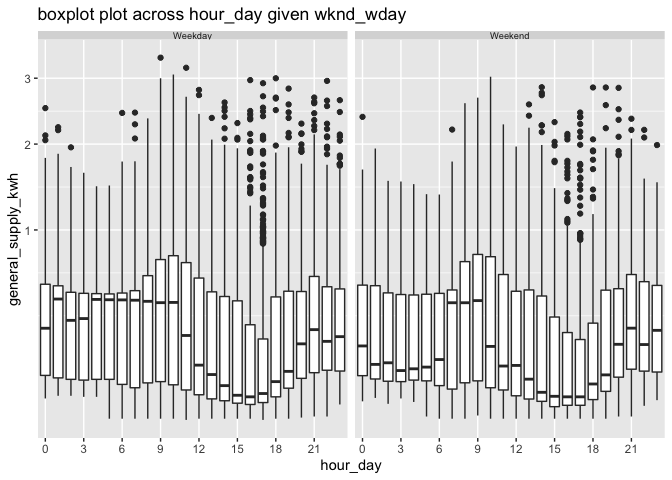 boxplot plot across hour_day given wknd_wday
Weekday Weekend
general_supply_kwh
3
2
1
0 3 6 9 12 15 18 21 0 3 6 9 12 15 18 21
hour_day